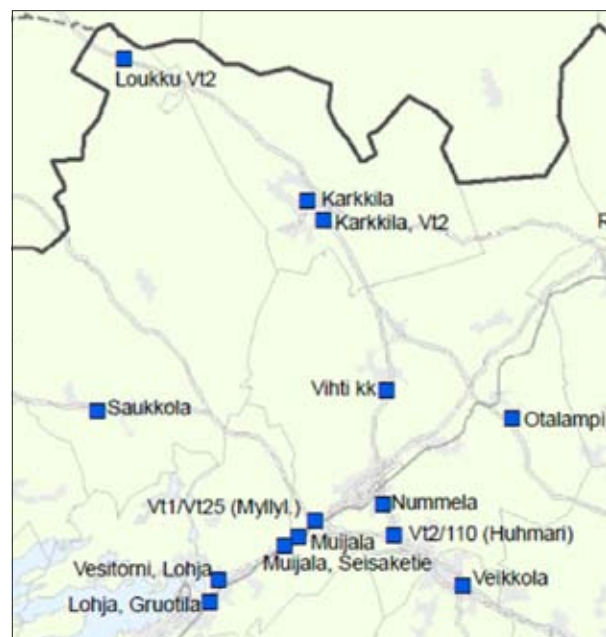 Loukku Vt2
Karkkila
Karkkila, Vt2
R
Vihti kk
Saukkola
Otalampi
Nummela
Vt1/Vt25 (Myllyl.)
Vt2/110 (Huhmari)
Muijala
Muijala, Seisaketie
Vesitorni, Lohja
Veikkola
Lohja, Gruotila